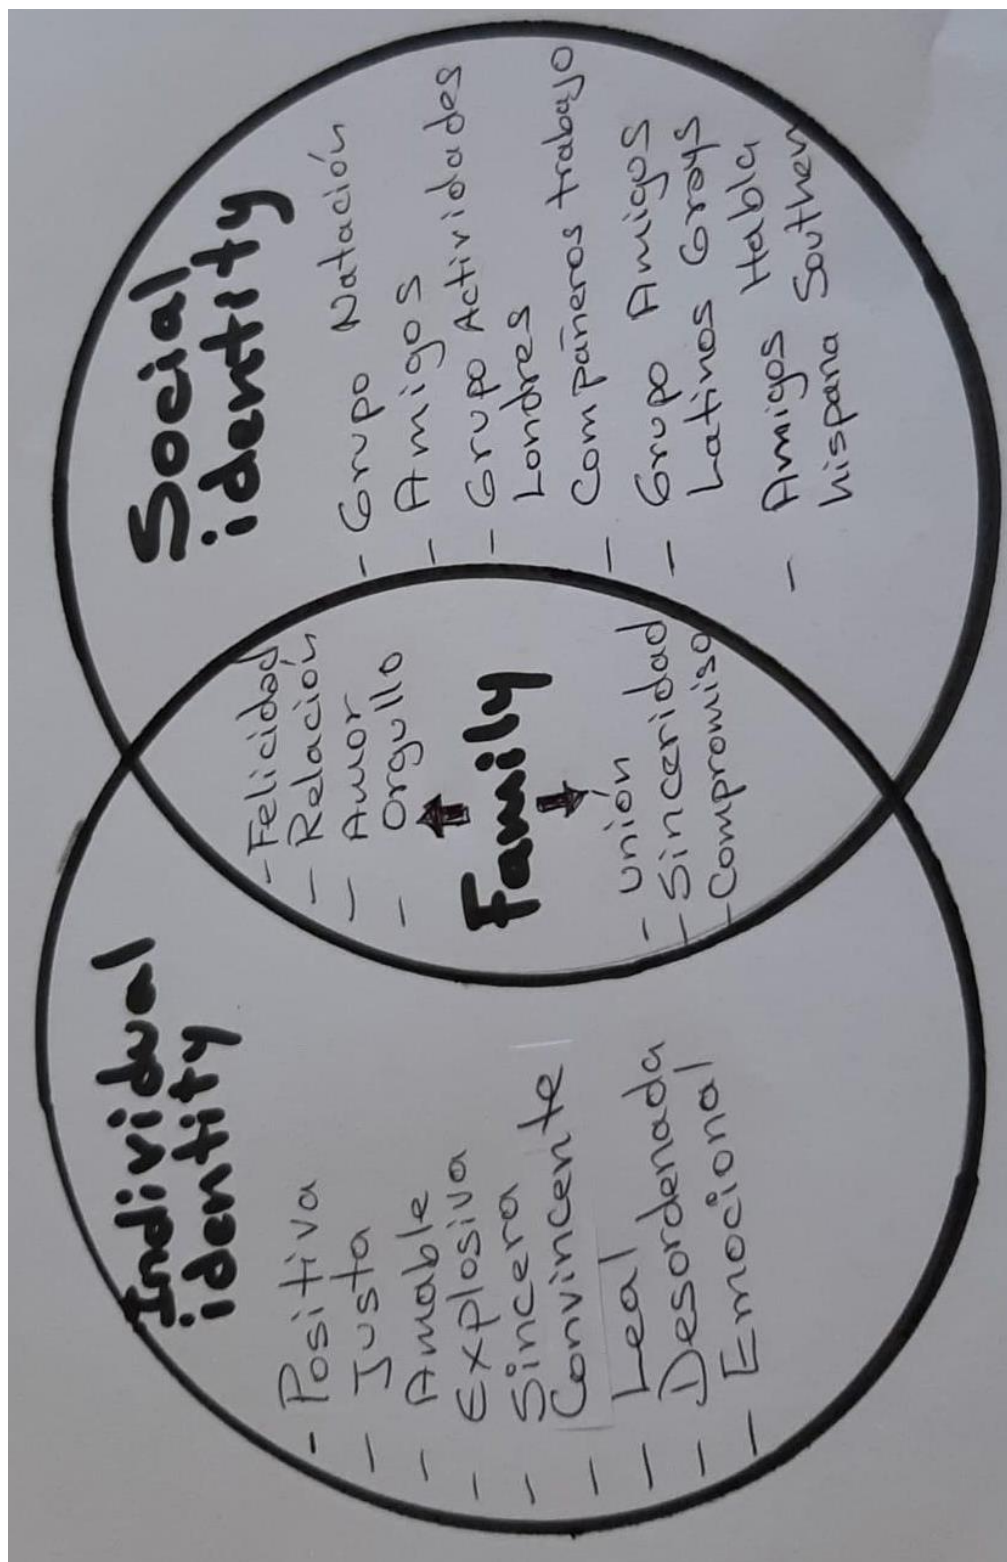 Individual
identity
- Positiva
- Justa
- Amable
- Explosiva
- Sincera
- Convincente
- Leal
- Desordenada
- Emocional
- Felicidad
- Relación
- Amor
- Orgullo
Family
- unión
- Sinceridad
- Compromiso
Social
identity
- Grupo Natación
- Amigos
- Grupo Actividades
Londres
- Compañeros trabajo
- Grupo Amigos
Latinos Grays
- Amigos Habla
hispana Southen